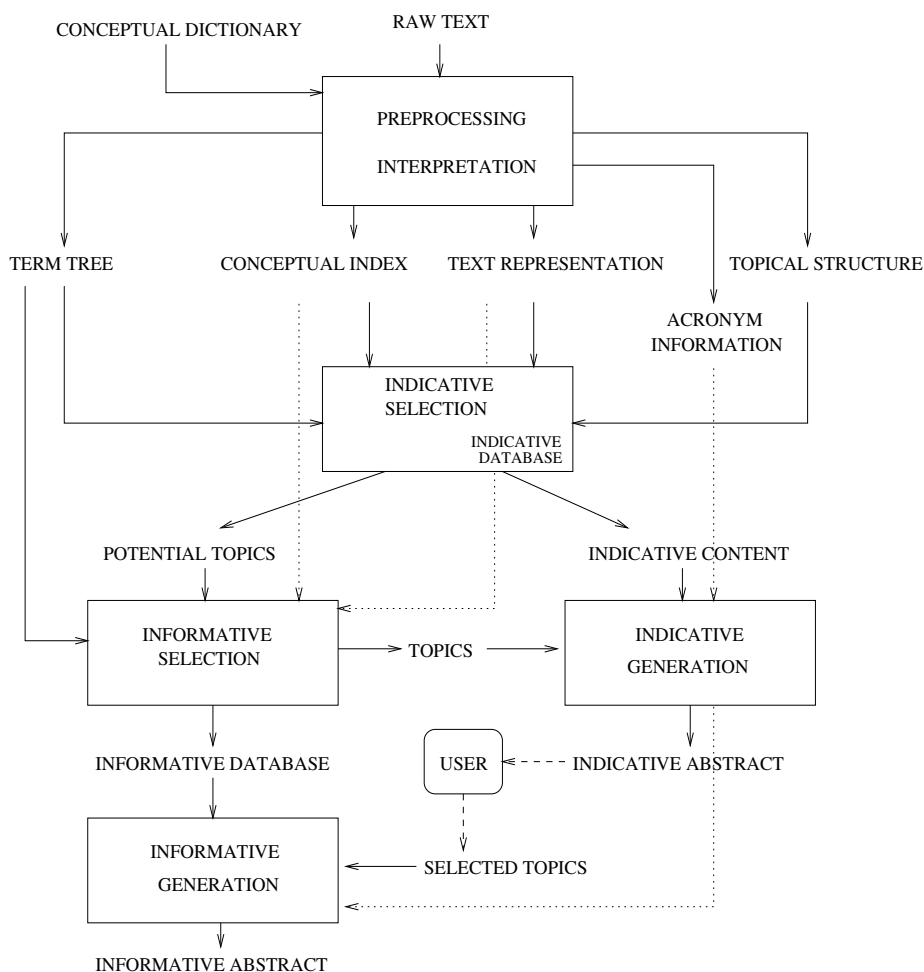 RAW TEXT
CONCEPTUAL DICTIONARY
PREPROCESSING
INTERPRETATION
TERM TREE
CONCEPTUAL INDEX
TEXT REPRESENTATION
TOPICAL STRUCTURE
ACRONYM
INFORMATION
INDICATIVE
SELECTION
INDICATIVE
DATABASE
POTENTIAL TOPICS
INDICATIVE CONTENT
INFORMATIVE
SELECTION
TOPICS
INDICATIVE
GENERATION
INFORMATIVE DATABASE
USER
INDICATIVE ABSTRACT
INFORMATIVE
GENERATION
SELECTED TOPICS
INFORMATIVE ABSTRACT